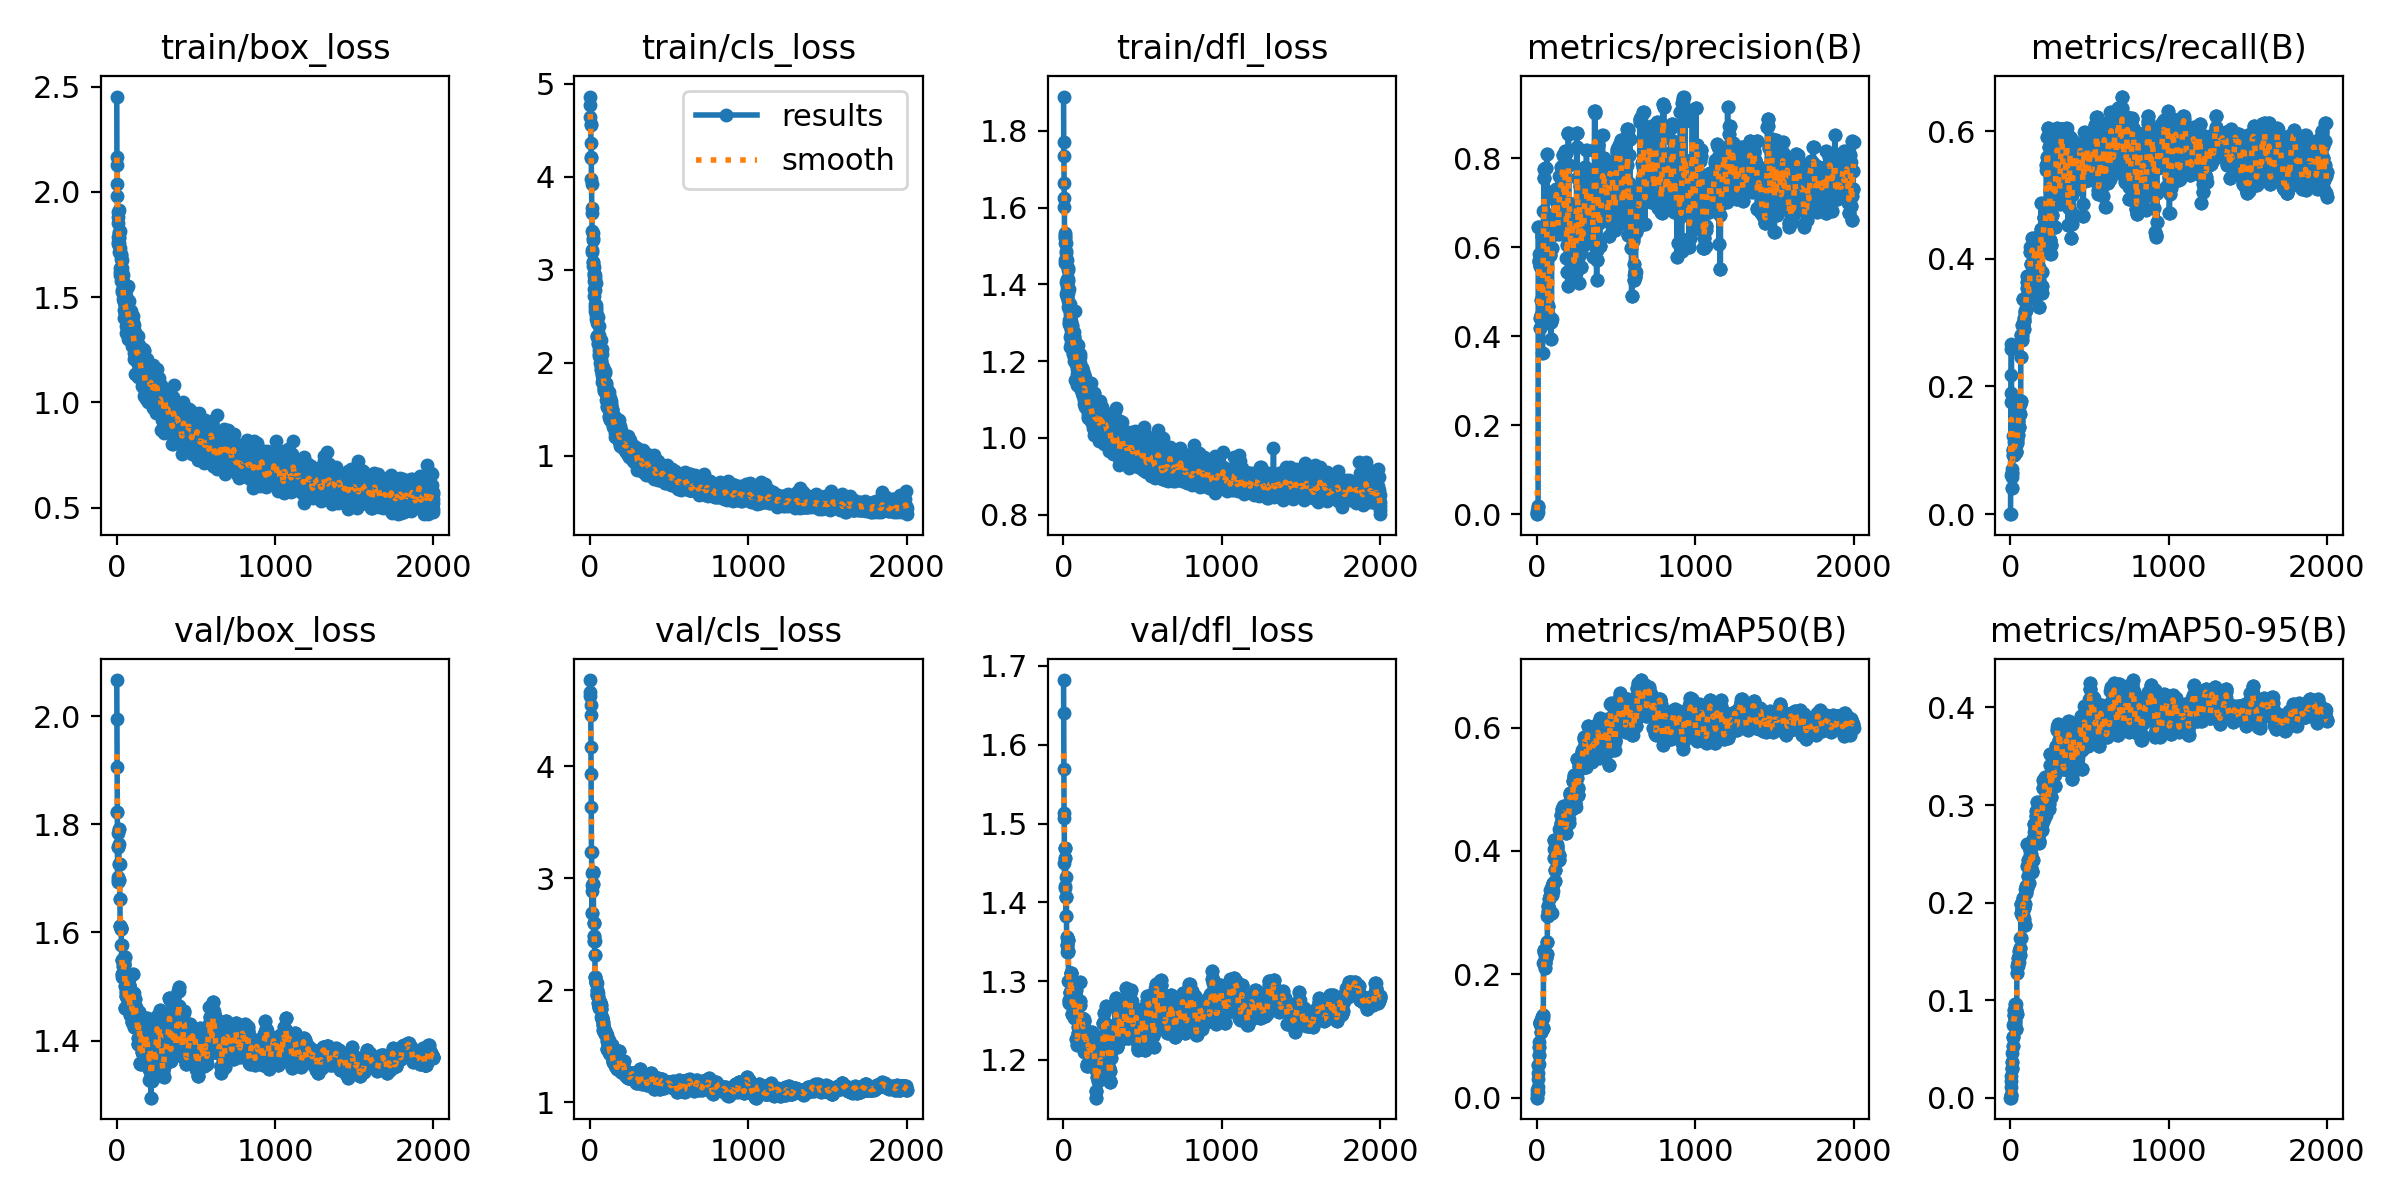 train/box_loss
train/cls_loss
train/dfl_loss
metrics/precision(B)
metrics/recall(B)
2.5
2.0
1.5
1.0
0.5
0 1000 2000
5
4
3
2
1
results
smooth
0 1000 2000
1.8
1.6
1.4
1.2
1.0
0.8
0 1000 2000
0.8
0.6
0.4
0.2
0.0
0 1000 2000
0.6
0.4
0.2
0.0
0 1000 2000
val/box_loss
val/cls_loss
val/dfl_loss
metrics/mAP50(B)
metrics/mAP50-95(B)
2.0
1.8
1.6
1.4
0 1000 2000
4
3
2
1
0 1000 2000
1.7
1.6
1.5
1.4
1.3
1.2
0 1000 2000
0.6
0.4
0.2
0.0
0 1000 2000
0.4
0.3
0.2
0.1
0.0
0 1000 2000